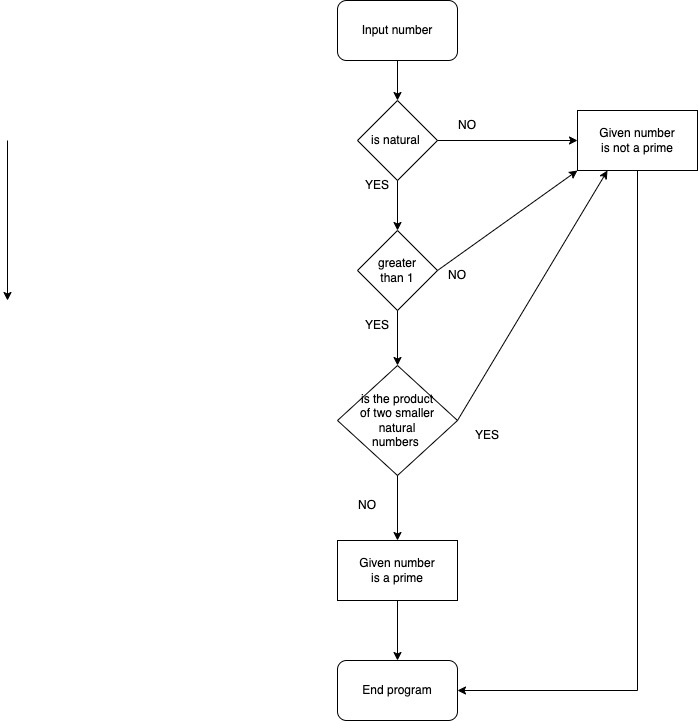 Input number
is natural
NO
Given number
is not a prime
YES
greater
than 1
NO
YES
is the product
of two smaller
natural
numbers
YES
NO
Given number
is a prime
End program